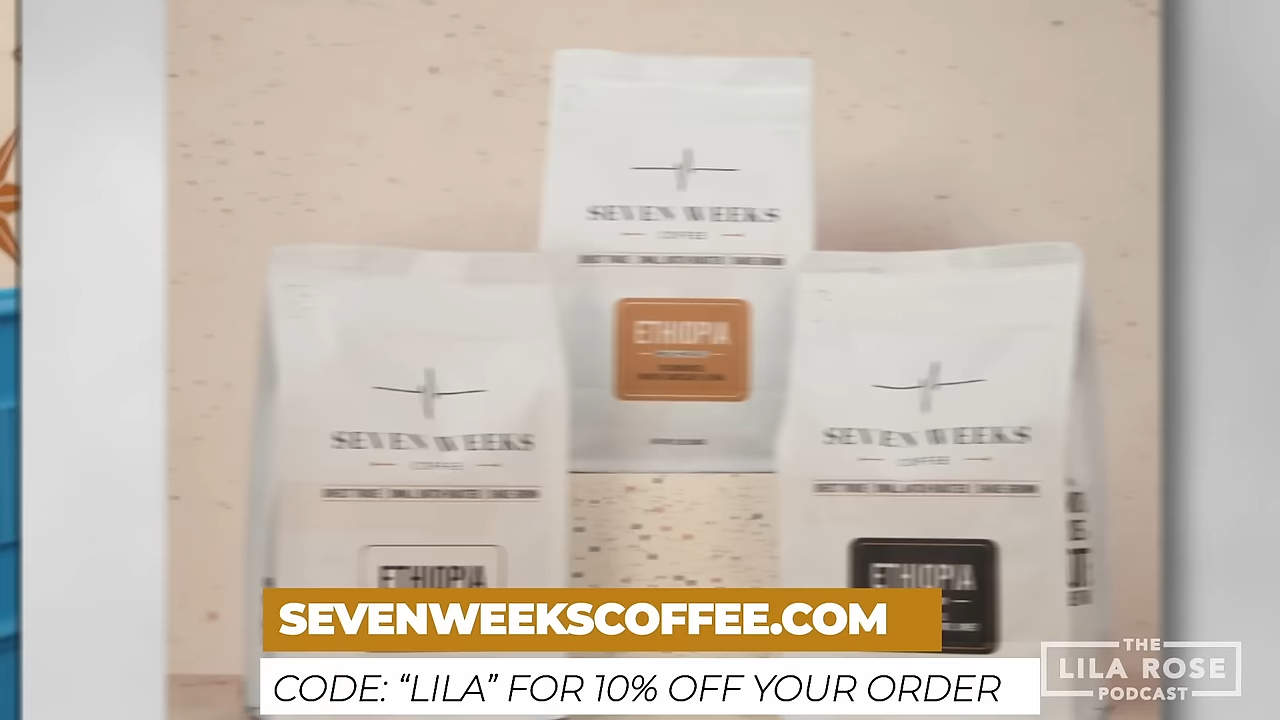 SEVEN WEEKS
COFFEE
ETHIOPIA
SEVEN WEEKS
COFFEE
ETHIOPIA
SEVEN WEEKS
COFFEE
ETHIOPIA
SEVENWEEKSCOFFEE.COM
CODE: “LILA” FOR 10% OFF YOUR ORDER
THE
LILA ROSE
PODCAST